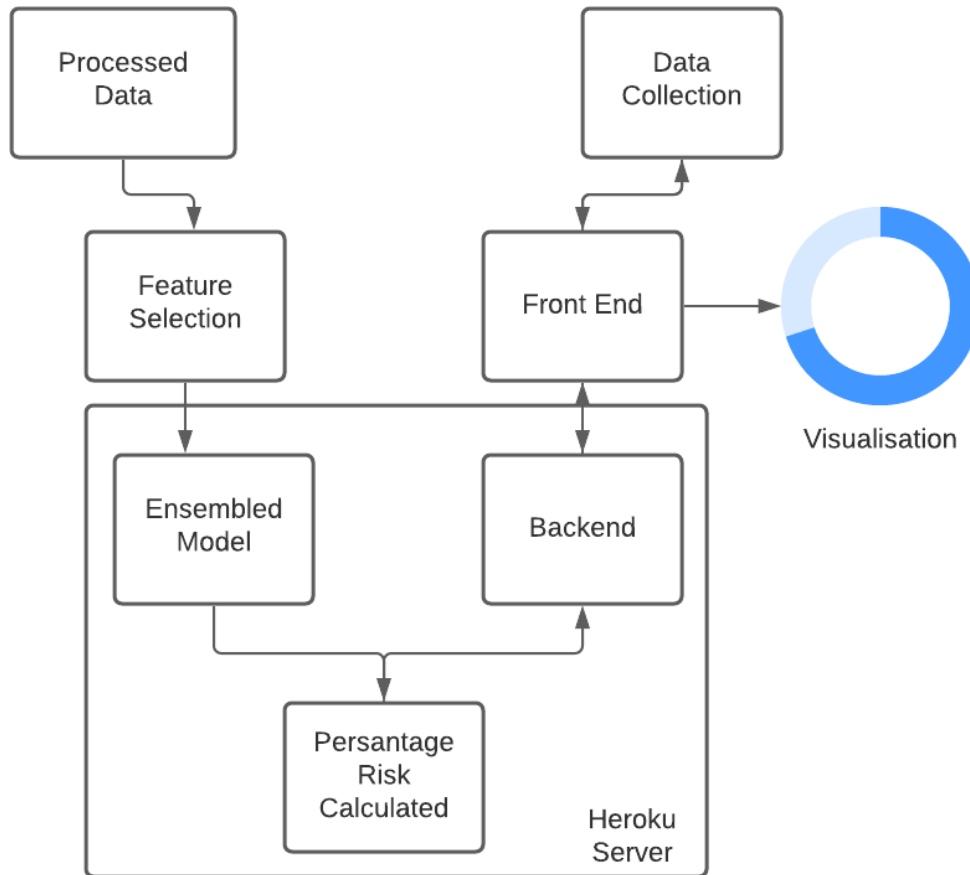 Processed
Data
Data
Collection
Feature
Selection
Front End
Visualisation
Ensembled
Model
Backend
Persantage
Risk
Calculated
Heroku
Server